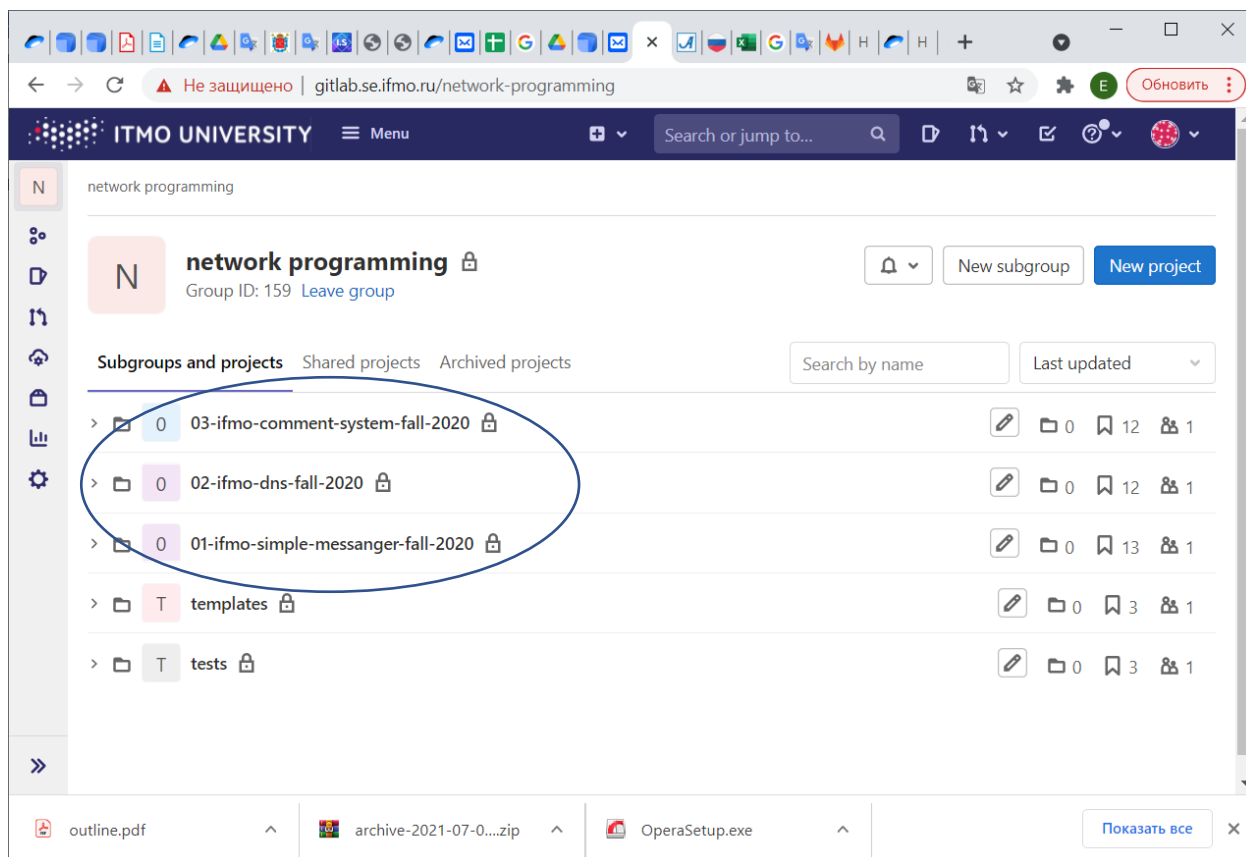 Не защищено | gitlab.se.ifmo.ru/network-programming
E
Обновить
ITMO UNIVERSITY
Menu
Search or jump to...
N
network programming
N
network programming
Group ID: 159 Leave group
New subgroup
New project
Subgroups and projects Shared projects Archived projects
Search by name
Last updated
0 03-ifmo-comment-system-fall-2020 0 12 1
0 02-ifmo-dns-fall-2020 0 12 1
0 01-ifmo-simple-messanger-fall-2020 0 13 1
T templates 0 3 1
T tests 0 3 1
outline.pdf
archive-2021-07-0....zip
OperaSetup.exe
Показать все